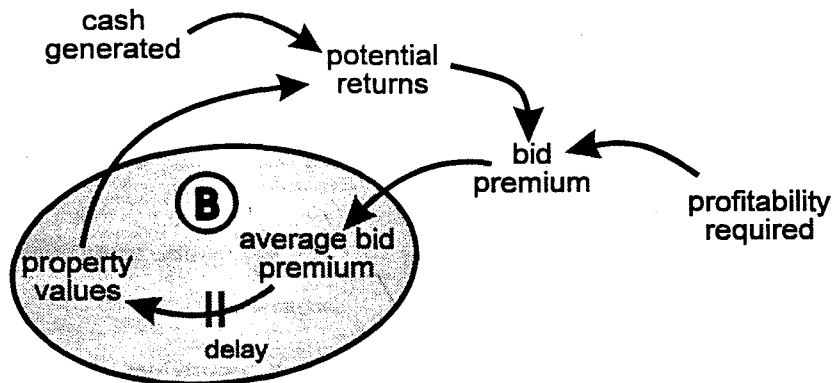 cash
generated
potential
returns
bid
premium
profitability
required
B
average bid
premium
property
values
delay